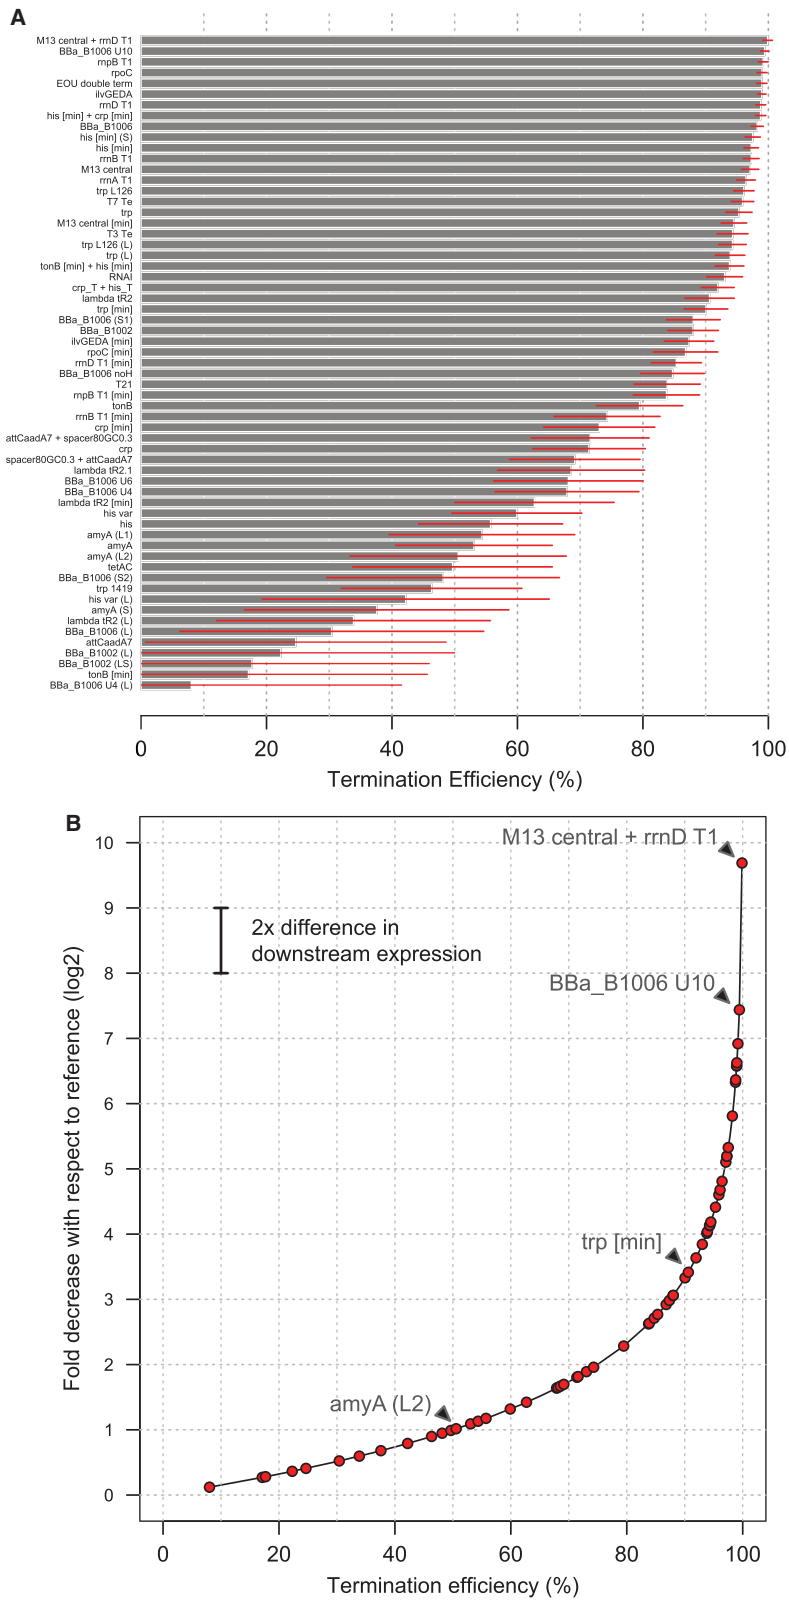 A
M13 central + rrnD T1
BBa_B1006 U10
rnpB T1
rpoC
EOU double term
ilvGEDA
rrnD T1
his [min] + crp [min]
BBa_B1006
his [min] (S)
his [min]
rrnB T1
M13 central
rrnA T1
trp L126
T7 Te
trp
M13 central [min]
T3 Te
trp L126 (L)
trp (L)
tonB [min] + his [min]
RNAI
crp_T + his_T
lambda tR2
trp [min]
BBa_B1006 (S1)
BBa_B1002
ilvGEDA [min]
rpoC [min]
rrnD T1 [min]
BBa_B1006 noH
T21
rnpB T1 [min]
tonB
rrnB T1 [min]
crp [min]
attCaadA7 + spacer80GC0.3
crp
spacer80GC0.3 + attCaadA7
lambda tR2.1
BBa_B1006 U6
BBa_B1006 U4
lambda tR2 [min]
his var
his
amyA (L1)
amyA
amyA (L2)
tetAC
BBa_B1006 (S2)
trp 1419
his var (L)
amyA (S)
lambda tR2 (L)
BBa_B1006 (L)
attCaadA7
BBa_B1002 (L)
BBa_B1002 (LS)
tonB [min]
BBa_B1006 U4 (L)
0 20 40 60 80 100
Termination Efficiency (%)
B
Fold decrease with respect to reference (log2)
10
9
8
7
6
5
4
3
2
1
0
M13 central + rrnD T1
2x difference in
downstream expression
BBa_B1006 U10
trp [min]
amyA (L2)
0 20 40 60 80 100
Termination efficiency (%)